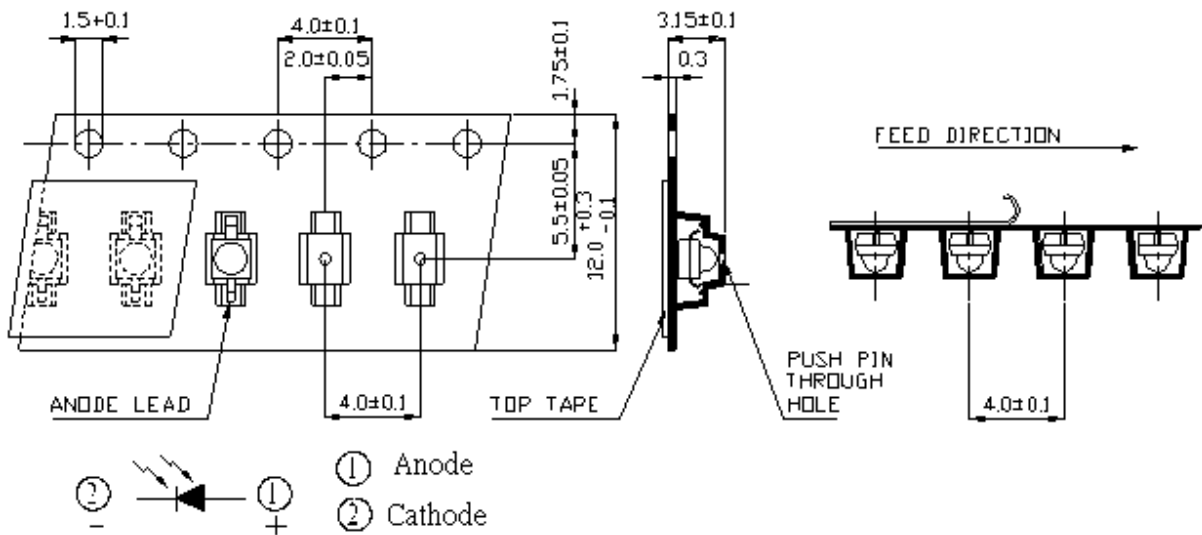 1.5+0.1
4.0±0.1
2.0±0.05
1.75±0.1
5.5±0.05
12.0 +0.3 -0.1
3.15±0.1
0.3
FEED DIRECTION
ANODE LEAD
4.0±0.1
TOP TAPE
PUSH PIN
THROUGH
HOLE
4.0±0.1
② ① 
- +
① Anode
② Cathode